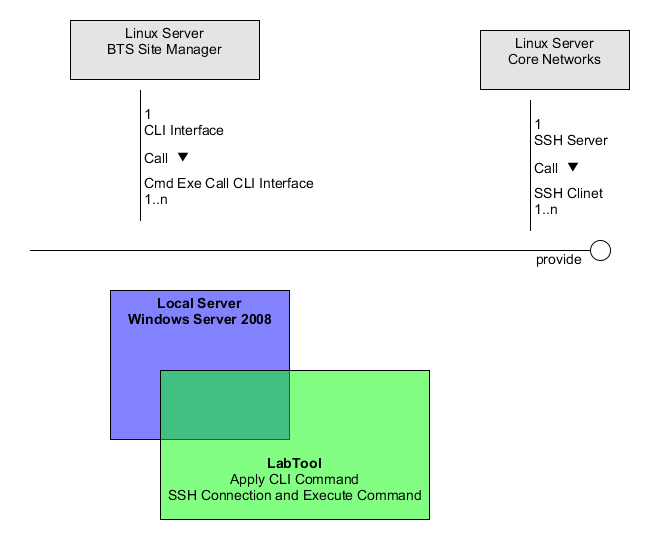 Linux Server
BTS Site Manager
Linux Server
Core Networks
1
CLI Interface
Call ▼
Cmd Exe Call CLI Interface
1..n
1
SSH Server
Call ▼
SSH Clinet
1..n
provide
Local Server
Windows Server 2008
LabTool
Apply CLI Command
SSH Connection and Execute Command